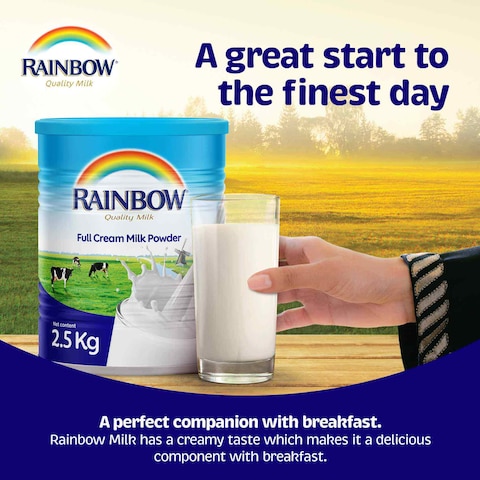 RAINBOW
Quality Milk
A great start to
the finest day
RAINBOW
Quality Milk
Full Cream Milk Powder
Net content
2.5 Kg
A perfect companion with breakfast.
Rainbow Milk has a creamy taste which makes it a delicious
component with breakfast.